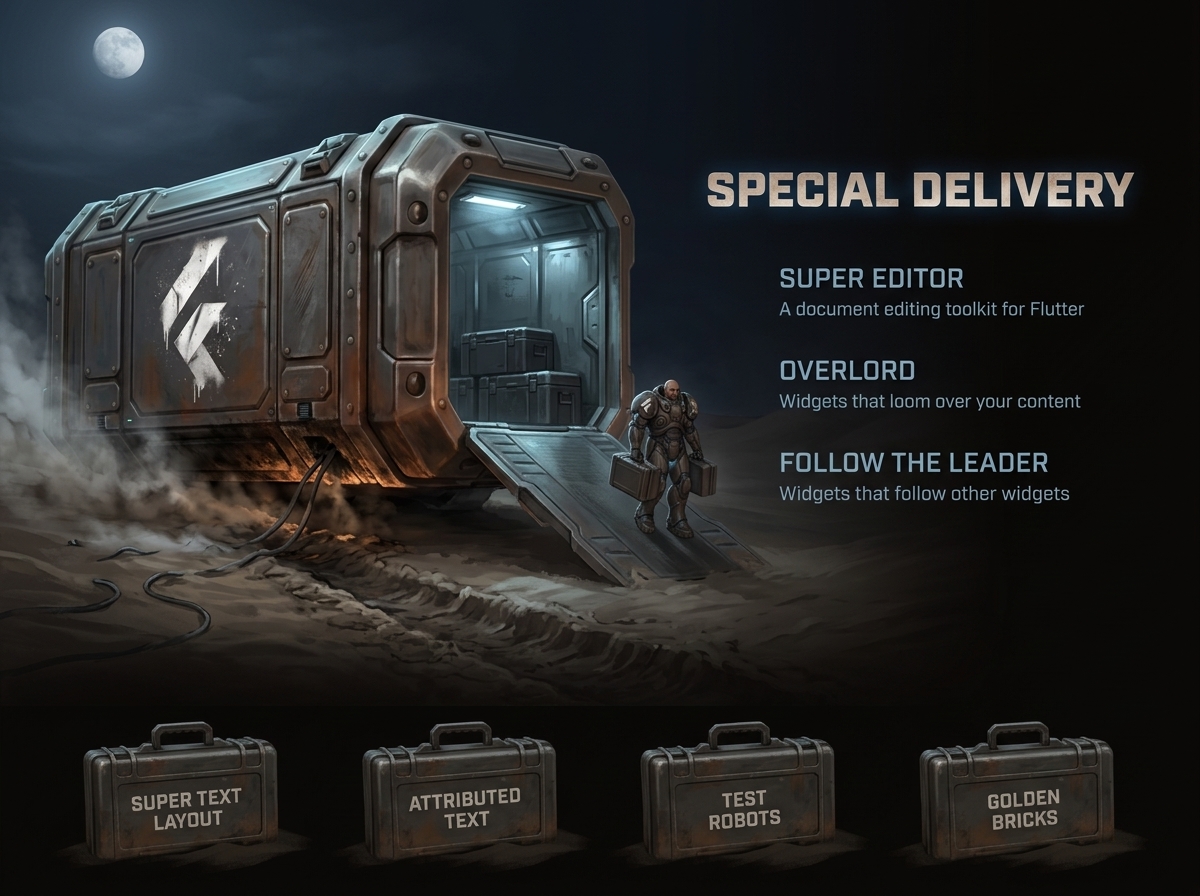 SPECIAL DELIVERY
SUPER EDITOR
A document editing toolkit for Flutter
OVERLORD
Widgets that loom over your content
FOLLOW THE LEADER
Widgets that follow other widgets
SUPER TEXT
LAYOUT
ATTRIBUTED
TEXT
TEST
ROBOTS
GOLDEN
BRICKS